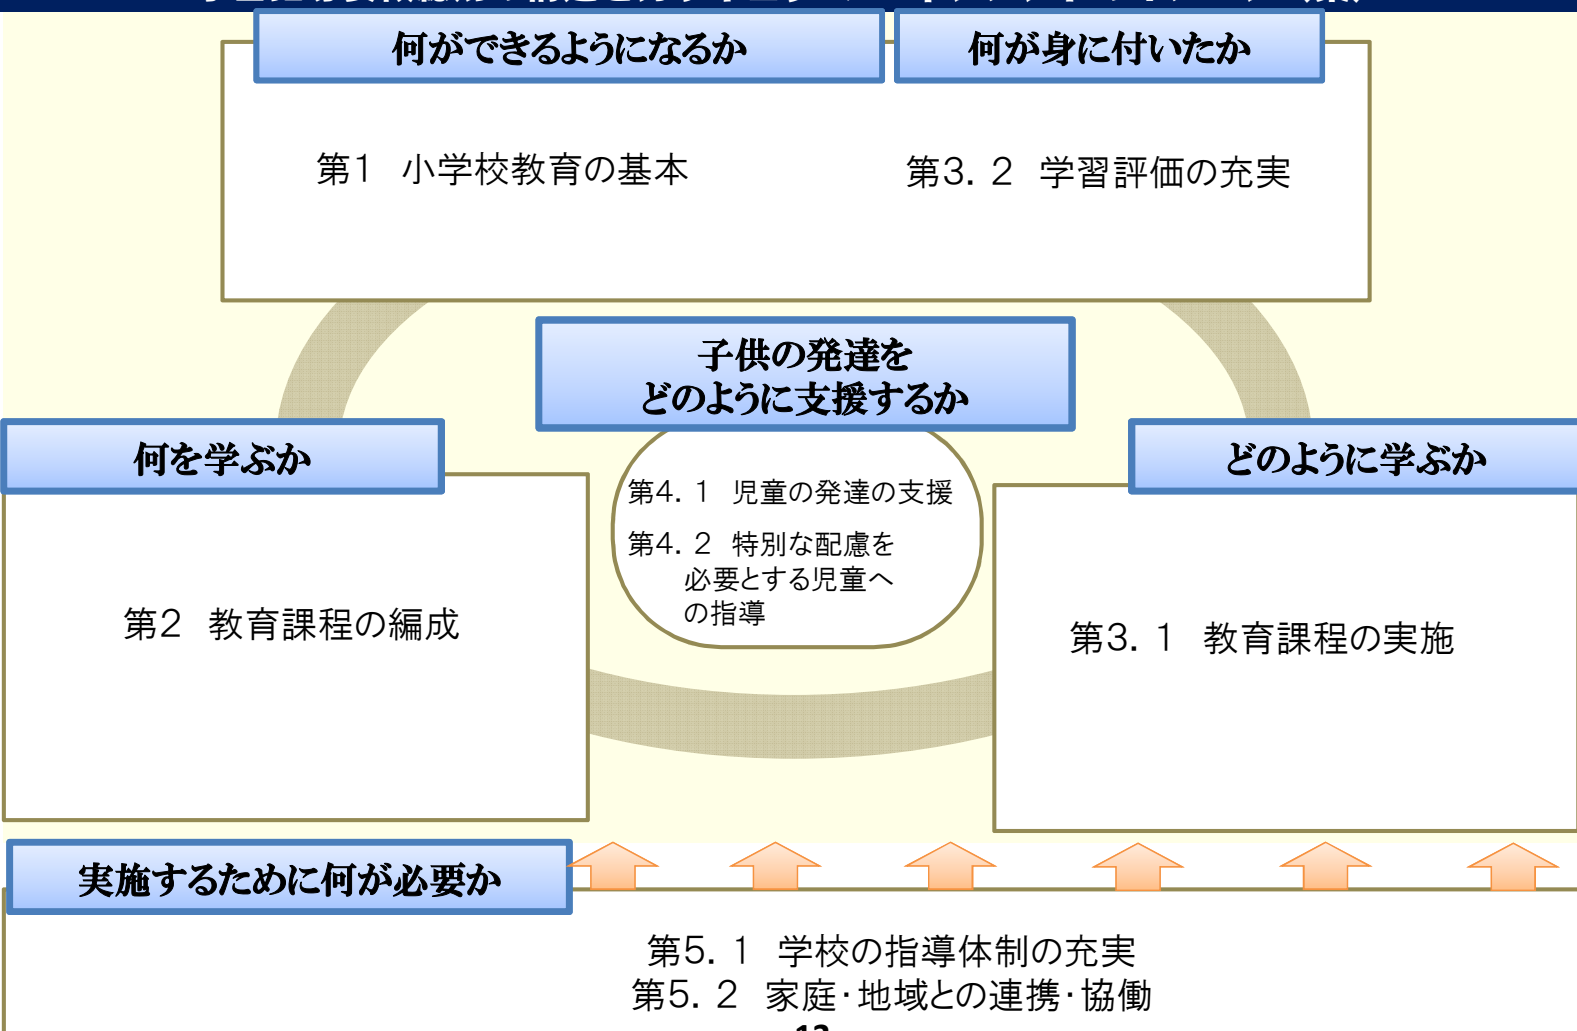 何ができるようになるか
何が身に付いたか
第1 小学校教育の基本
第3.2 学習評価の充実
子供の発達を
どのように支援するか
何を学ぶか
どのように学ぶか
第4.1 児童の発達の支援
第4.2 特別な配慮を
必要とする児童へ
の指導
第2 教育課程の編成
第3.1 教育課程の実施
実施するために何が必要か
第5.1 学校の指導体制の充実
第5.2 家庭・地域との連携・協働